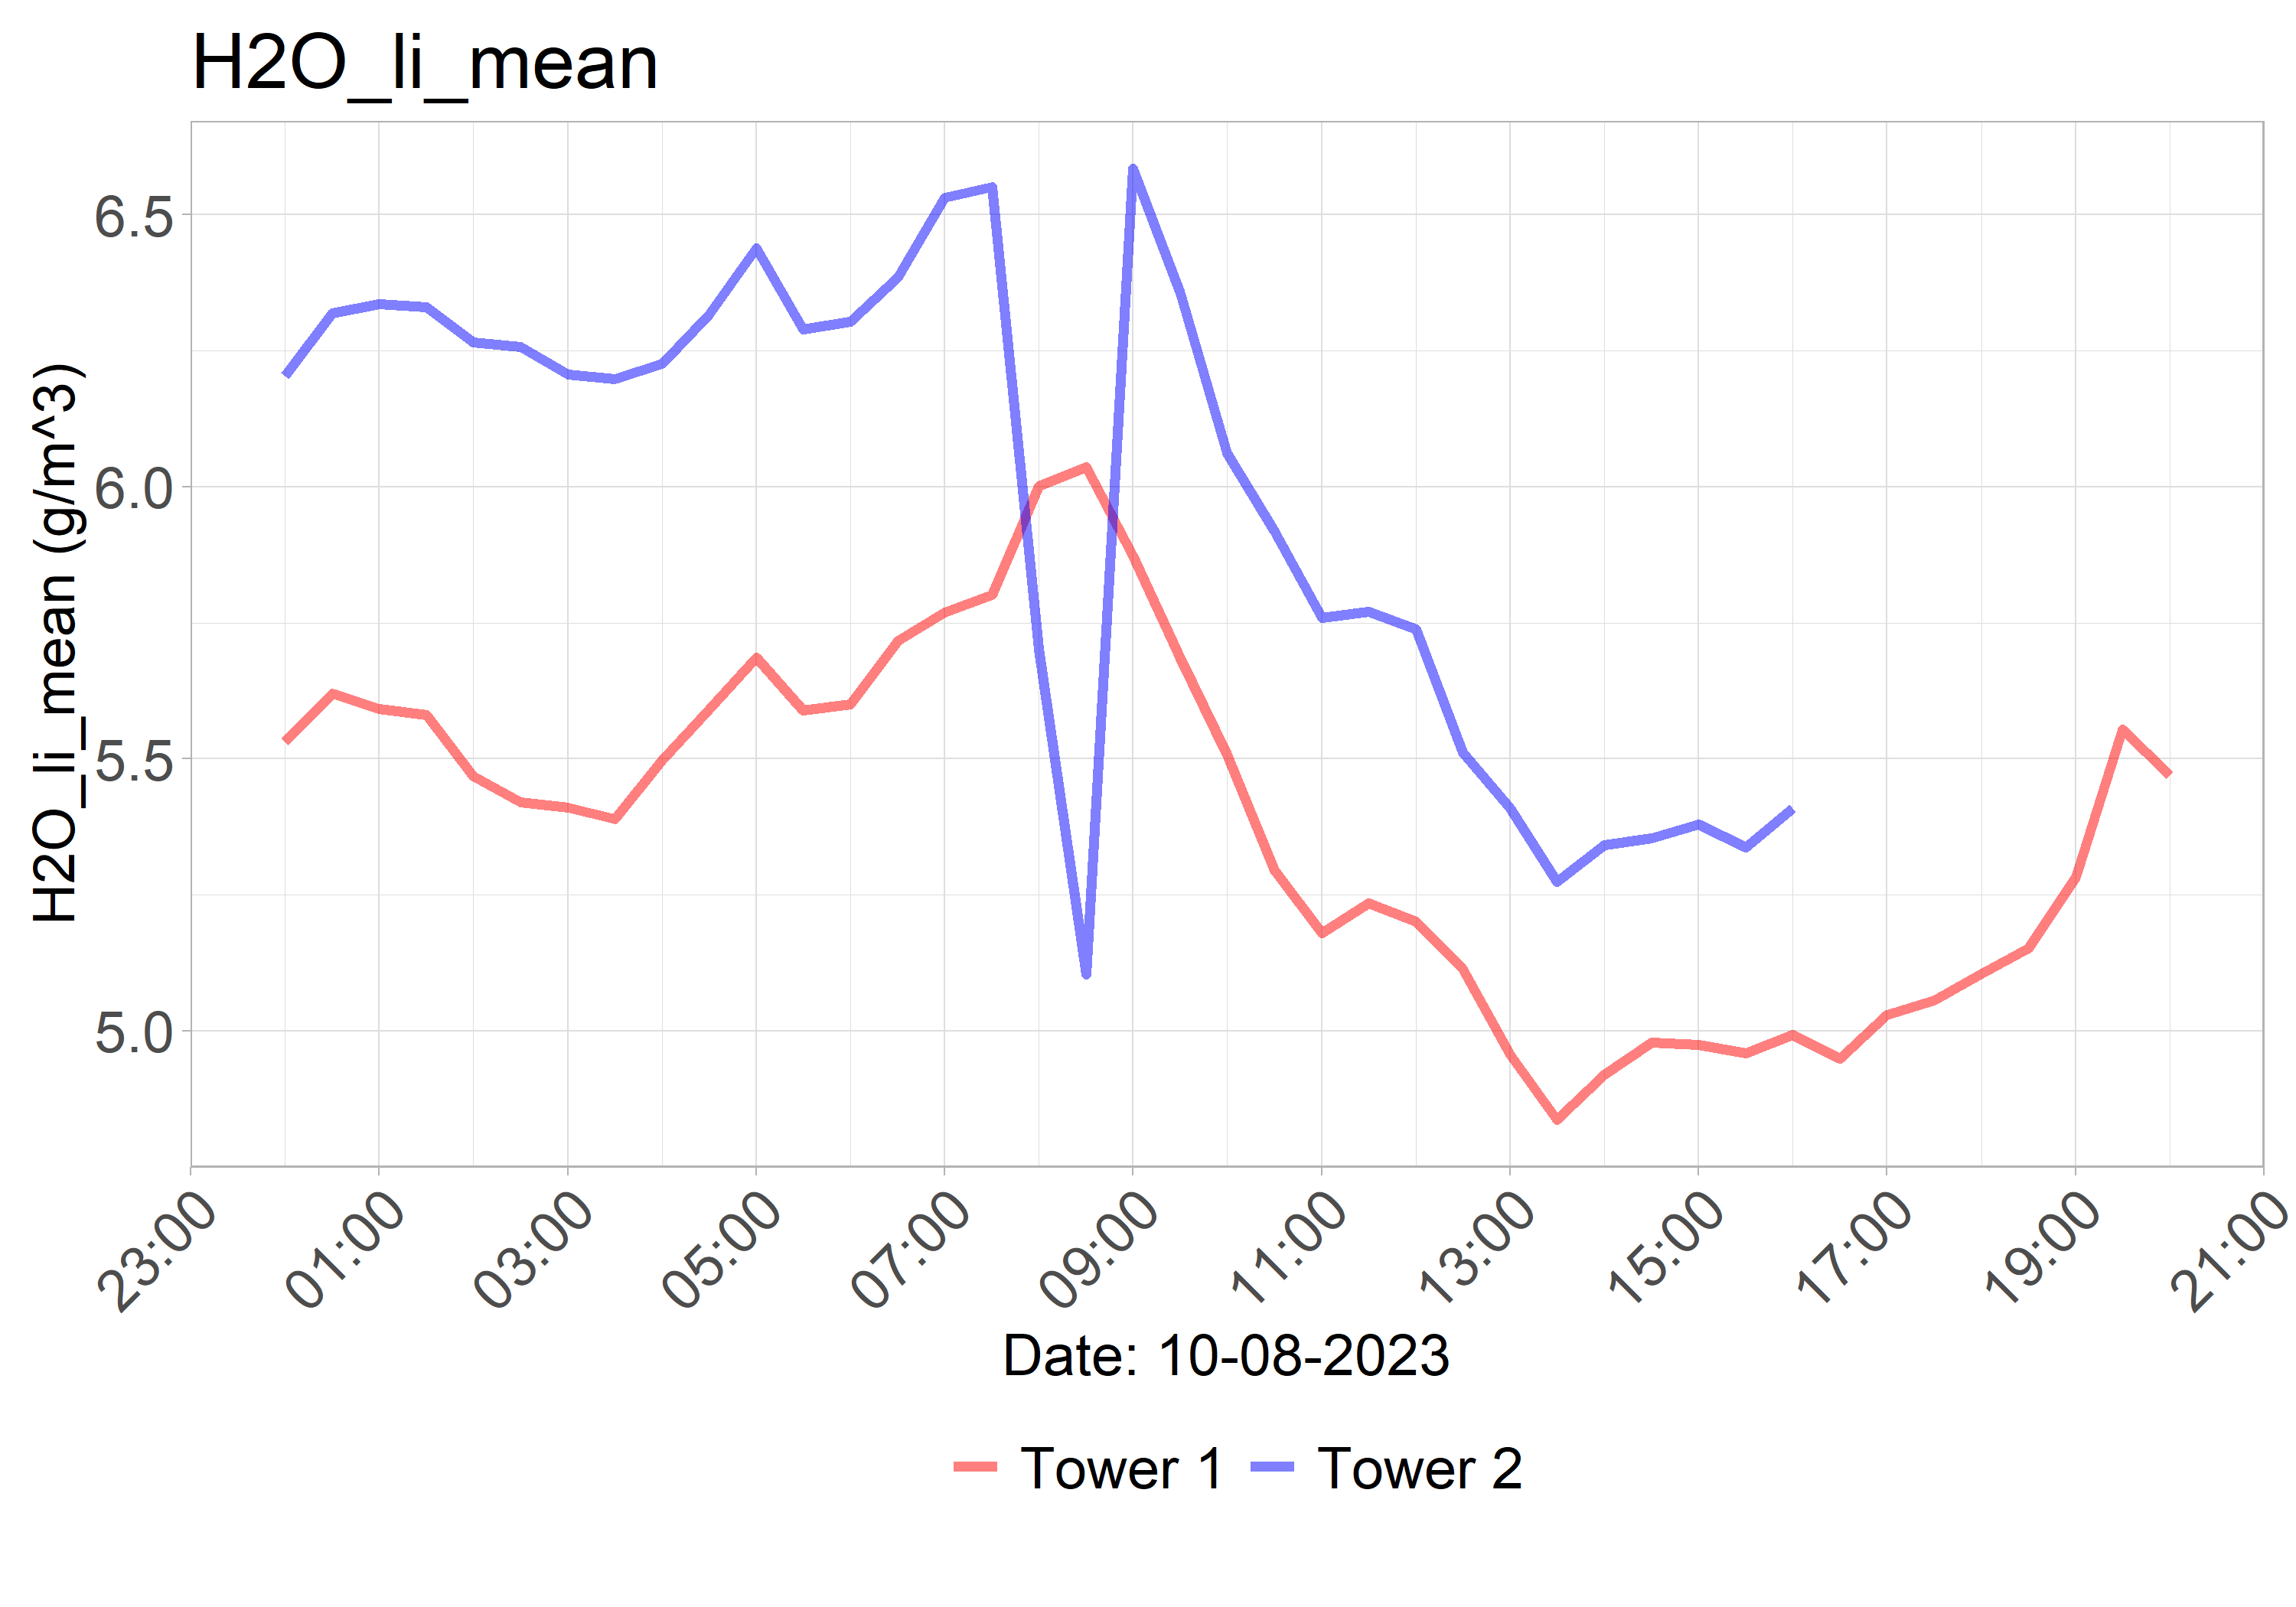 H2O_li_mean
H2O_li_mean (g/m^3)
6.5
6.0
5.5
5.0
23:00 01:00 03:00 05:00 07:00 09:00 11:00 13:00 15:00 17:00 19:00 21:00
Date: 10-08-2023
Tower 1 Tower 2